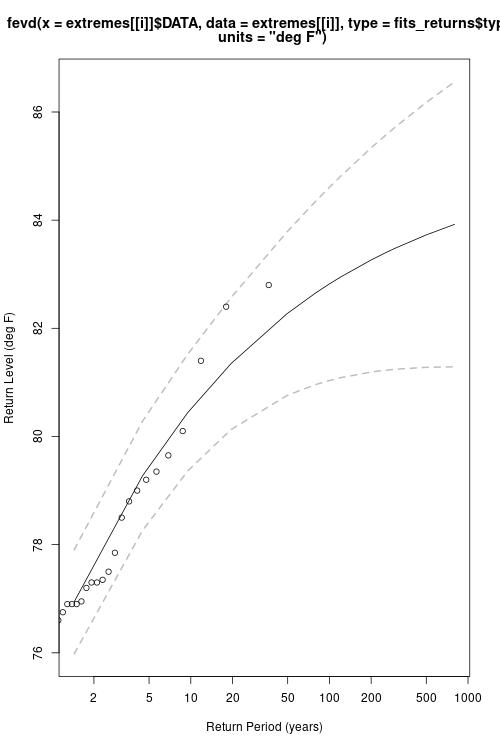 fevd(x = extremes[[i]]$DATA, data = extremes[[i]], type = fits_returns$typ
units = "deg F")
86
84
82
80
78
76
Return Level (deg F)
2 5 10 20 50 100 200 500 1000
Return Period (years)